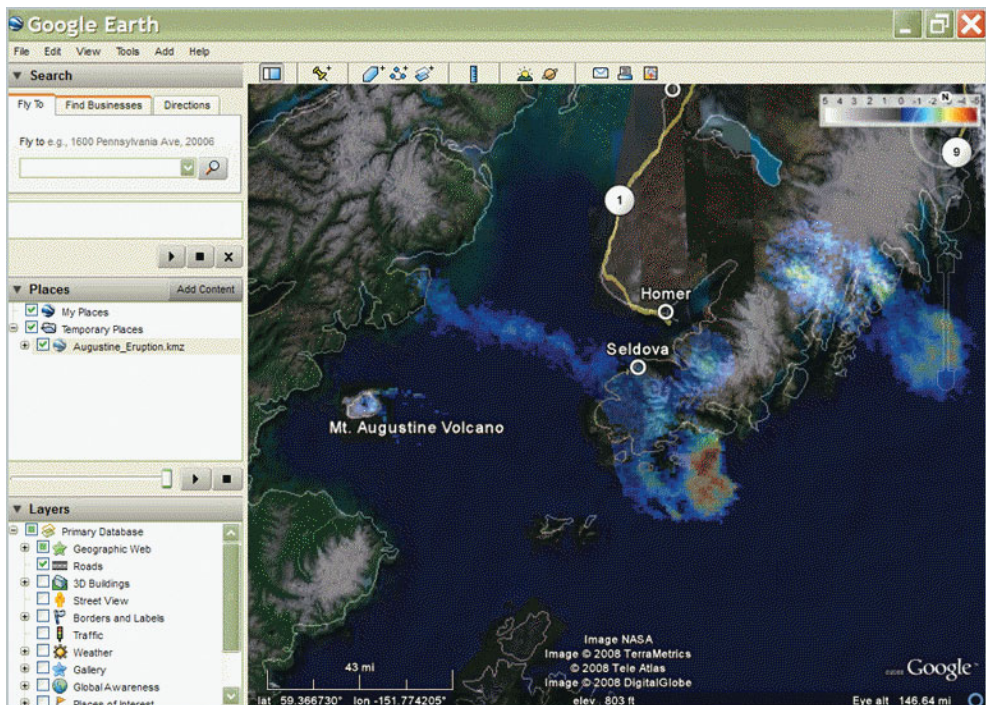 Google Earth
File Edit View Tools Add Help
Search
Fly To Find Businesses Directions
Fly to e.g., 1600 Pennsylvania Ave, 20006
Places Add Content
My Places
Temporary Places
Augustine_Eruption.kmz
Layers
Primary Database
Geographic Web
Roads
3D Buildings
Street View
Borders and Labels
Traffic
Weather
Gallery
Global Awareness
Places of Interest
5 4 3 2 1 0 -1 -2 -4 -5
N
9
1
Homer
Seldova
Mt. Augustine Volcano
43 mi
Image NASA
Image © 2008 TerraMetrics
© 2008 Tele Atlas
Image © 2008 DigitalGlobe
Google
lat 59.366730° lon -151.774205° elev 803 ft Eye alt 146.64 mi